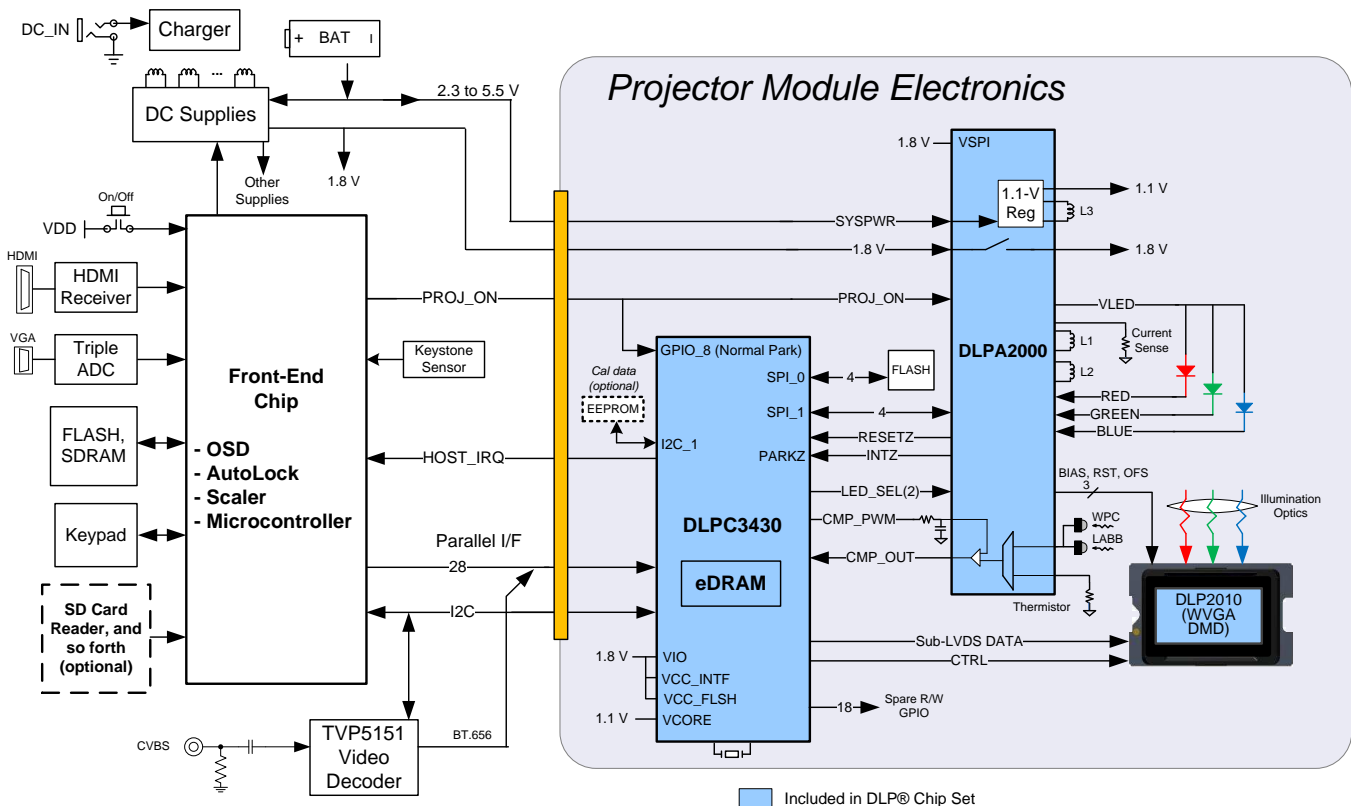 DC_IN
Charger
+ BAT I
Projector Module Electronics
...
DC Supplies
2.3 to 5.5 V
Other
Supplies
1.8 V
1.8 V
VSPI
1.1-V
Reg
1.1 V
L3
SYSPWR
1.8 V
1.8 V
On/Off
VDD
HDMI
HDMI
Receiver
PROJ_ON
PROJ_ON
VGA
Triple
ADC
Keystone
Sensor
Front-End
Chip
- OSD
- AutoLock
- Scaler
- Microcontroller
FLASH,
SDRAM
Keypad
SD Card
Reader, and
so forth
(optional)
HOST_IRQ
Parallel I/F
28
I2C
CVBS
TVP5151
Video
Decoder
BT.656
GPIO_8 (Normal Park)
Cal data
(optional)
EEPROM
I2C_1
SPI_0
4
FLASH
SPI_1
4
RESETZ
PARKZ
INTZ
LED_SEL(2)
DLPC3430
CMP_PWM
CMP_OUT
eDRAM
1.8 V
VIO
VCC_INTF
VCC_FLSH
1.1 V
VCORE
Sub-LVDS DATA
CTRL
18
Spare R/W
GPIO
DLPA2000
VLED
Current
Sense
L1
L2
RED
GREEN
BLUE
BIAS, RST, OFS
3
WPC
LABB
Thermistor
Illumination
Optics
DLP2010
(WVGA
DMD)
Included in DLP® Chip Set